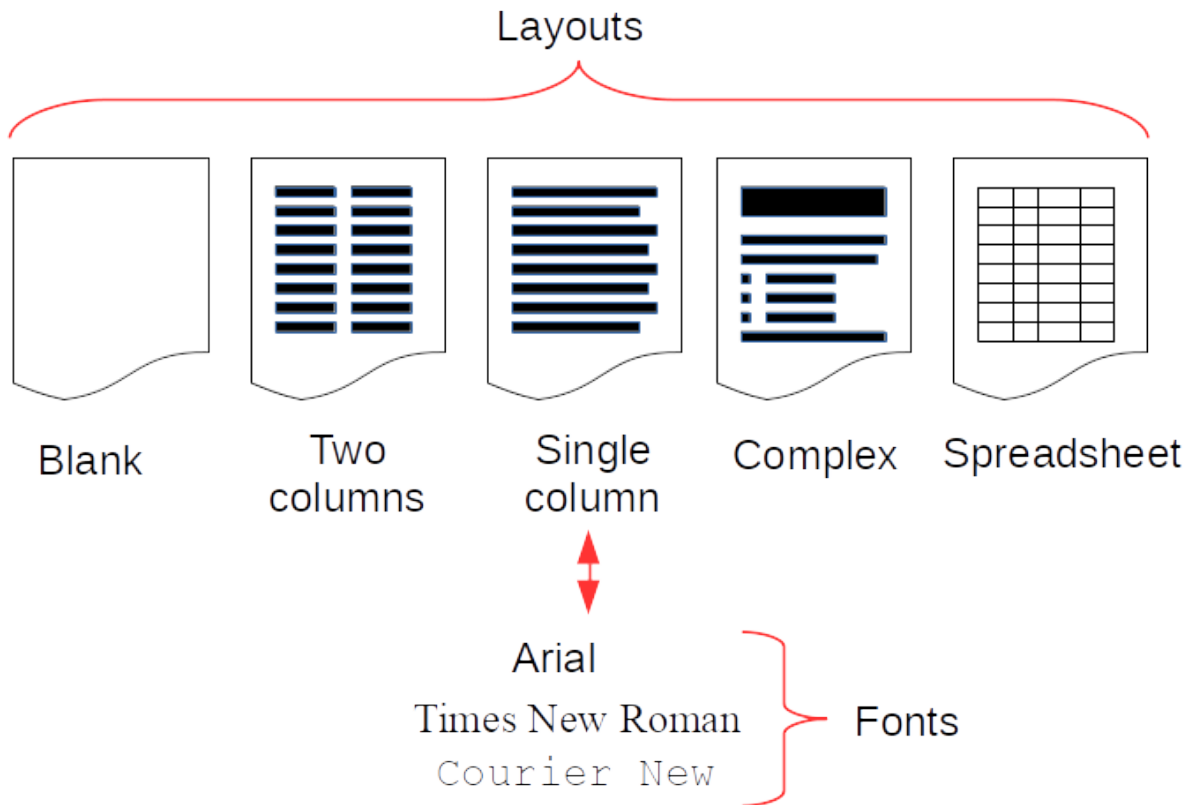 Layouts
Blank
Two
columns
Single
column
Complex
Spreadsheet
Arial
Times New Roman
Courier New
Fonts